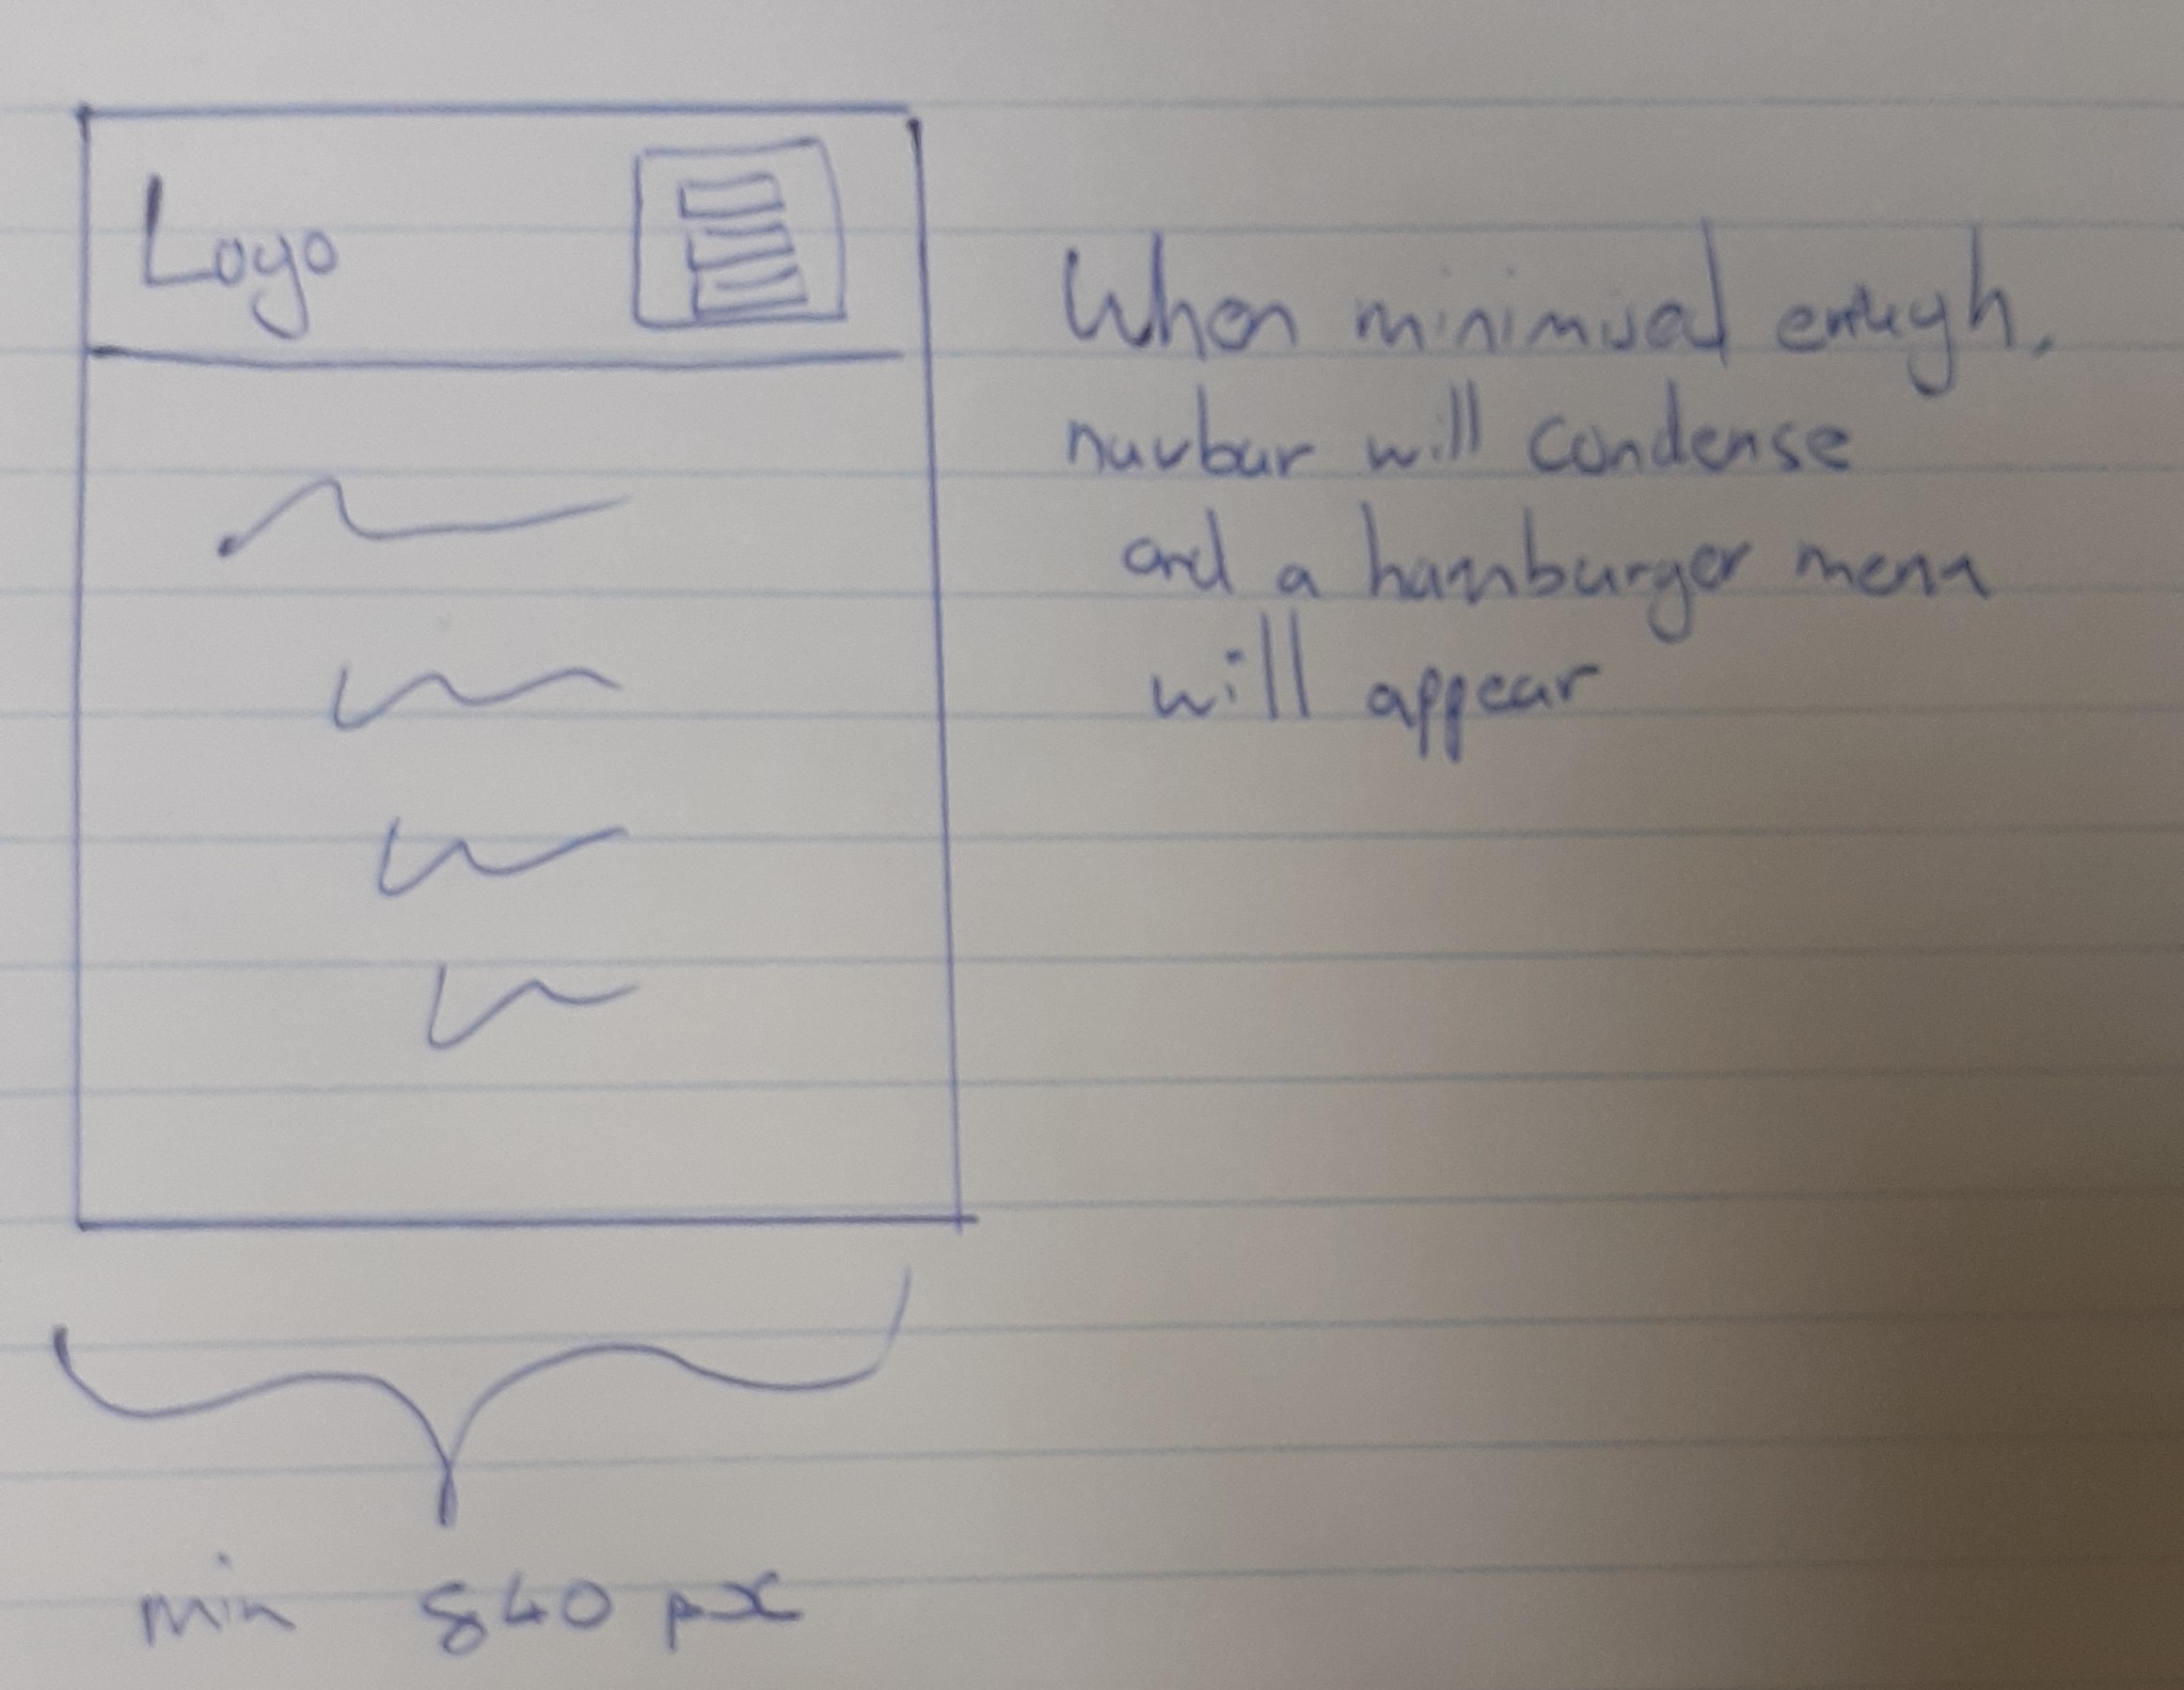 Logo
When minimised enough,
navbar will condense
and a hamburger menu
will appear
min 840 px